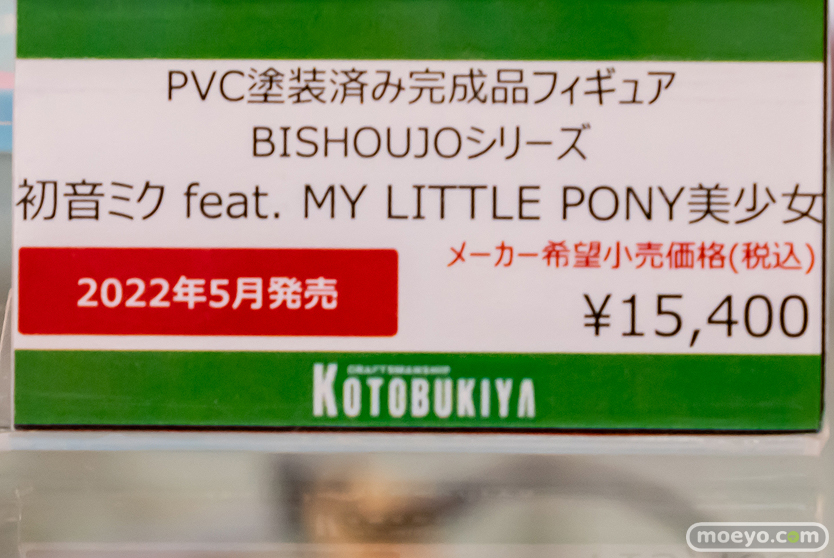 PVC塗装済み完成品フィギュア
BISHOUJOシリーズ
初音ミク feat. MY LITTLE PONY美少女
メーカー希望小売価格(税込)
2022年5月発売
¥15,400
CRAFTSMANSHIP
KOTOBUKIYA
moeyo.com